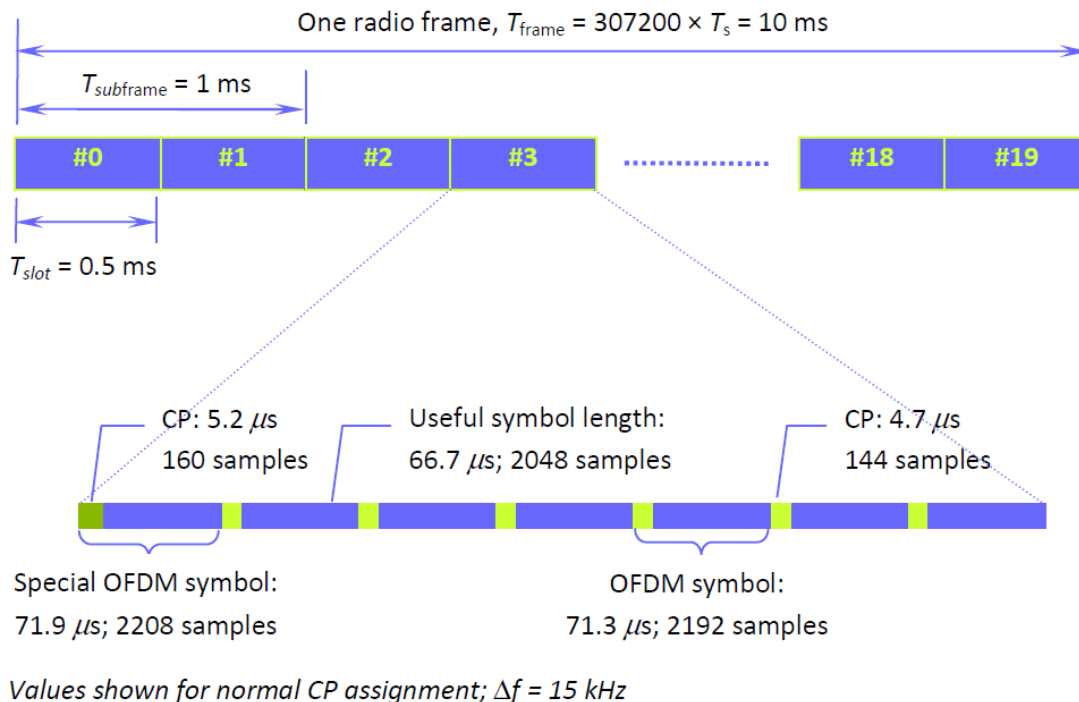 One radio frame, Tframe = 307200 × Ts = 10 ms
Tsubframe = 1 ms
#0 #1 #2 #3 #18 #19
Tslot = 0.5 ms
CP: 5.2 μs
160 samples
Useful symbol length:
66.7 μs; 2048 samples
CP: 4.7 μs
144 samples
Special OFDM symbol:
71.9 μs; 2208 samples
OFDM symbol:
71.3 μs; 2192 samples
Values shown for normal CP assignment; Δf = 15 kHz